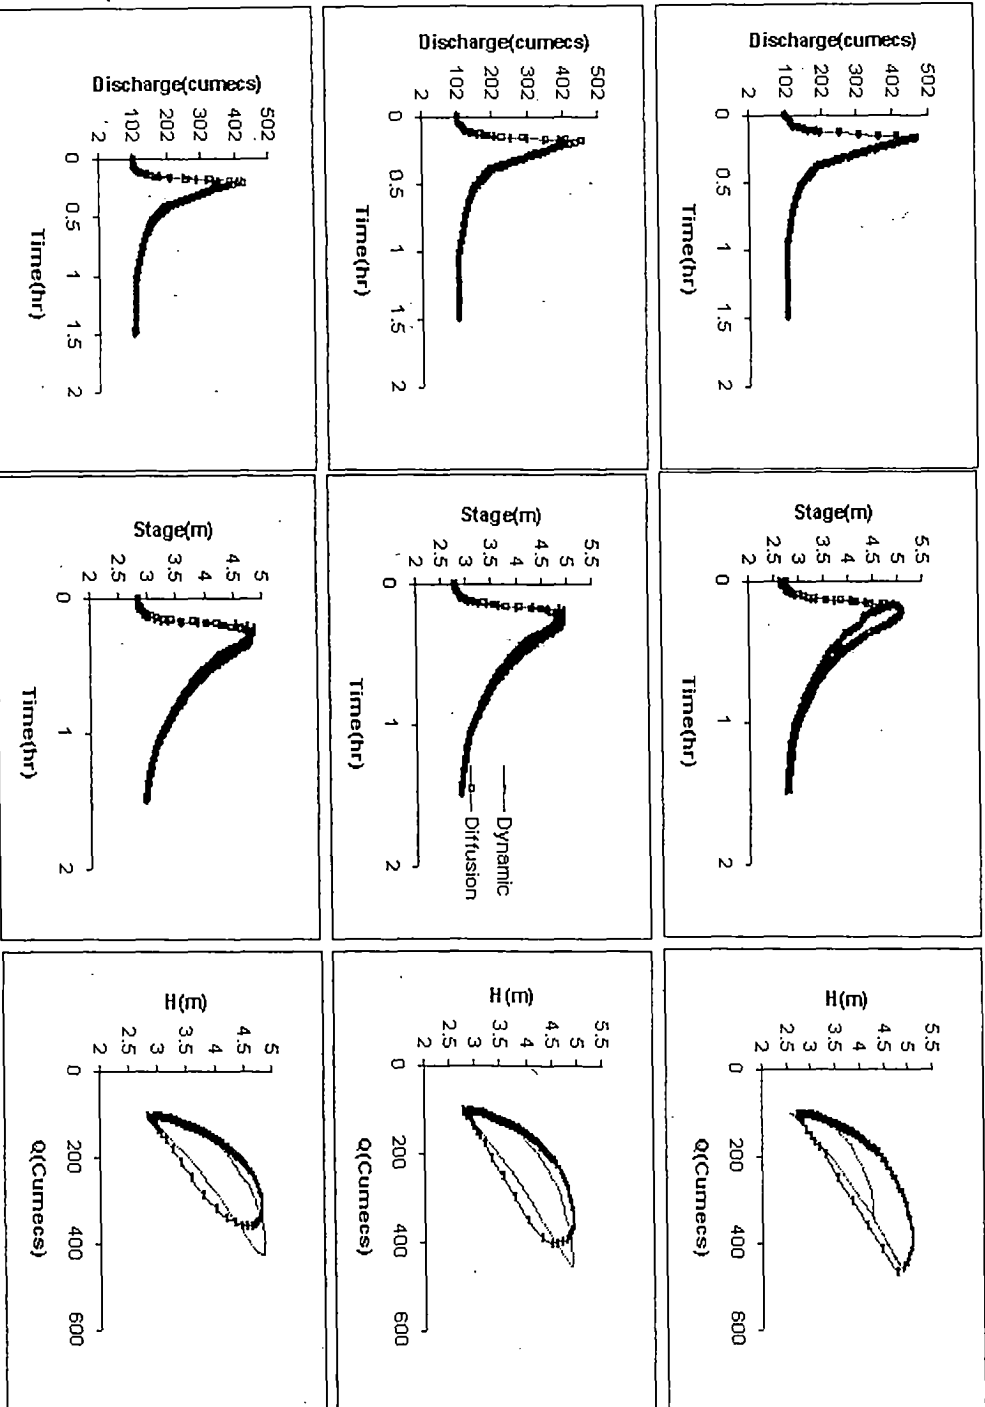 Discharge(cumecs)
502
402
302
202
102
2
0 0.5 1 1.5 2
Time(hr)
Stage(m)
5.5
5
4.5
4
3.5
3
2.5
2
0 1 2
Time(hr)
H(m)
5.5
5
4.5
4
3.5
3
2.5
2
0 200 400 600
Q(Cumecs)
Discharge(cumecs)
502
402
302
202
102
2
0 0.5 1 1.5 2
Time(hr)
Stage(m)
5.5
5
4.5
4
3.5
3
2.5
2
0 1 2
Time(hr)
Dynamic
Diffusion
H(m)
5.5
5
4.5
4
3.5
3
2.5
2
0 200 400 600
Q(Cumecs)
Discharge(cumecs)
502
402
302
202
102
2
0 0.5 1 1.5 2
Time(hr)
Stage(m)
5
4.5
4
3.5
3
2.5
2
0 1 2
Time(hr)
H(m)
5
4.5
4
3.5
3
2.5
2
0 200 400 600
Q(Cumecs)